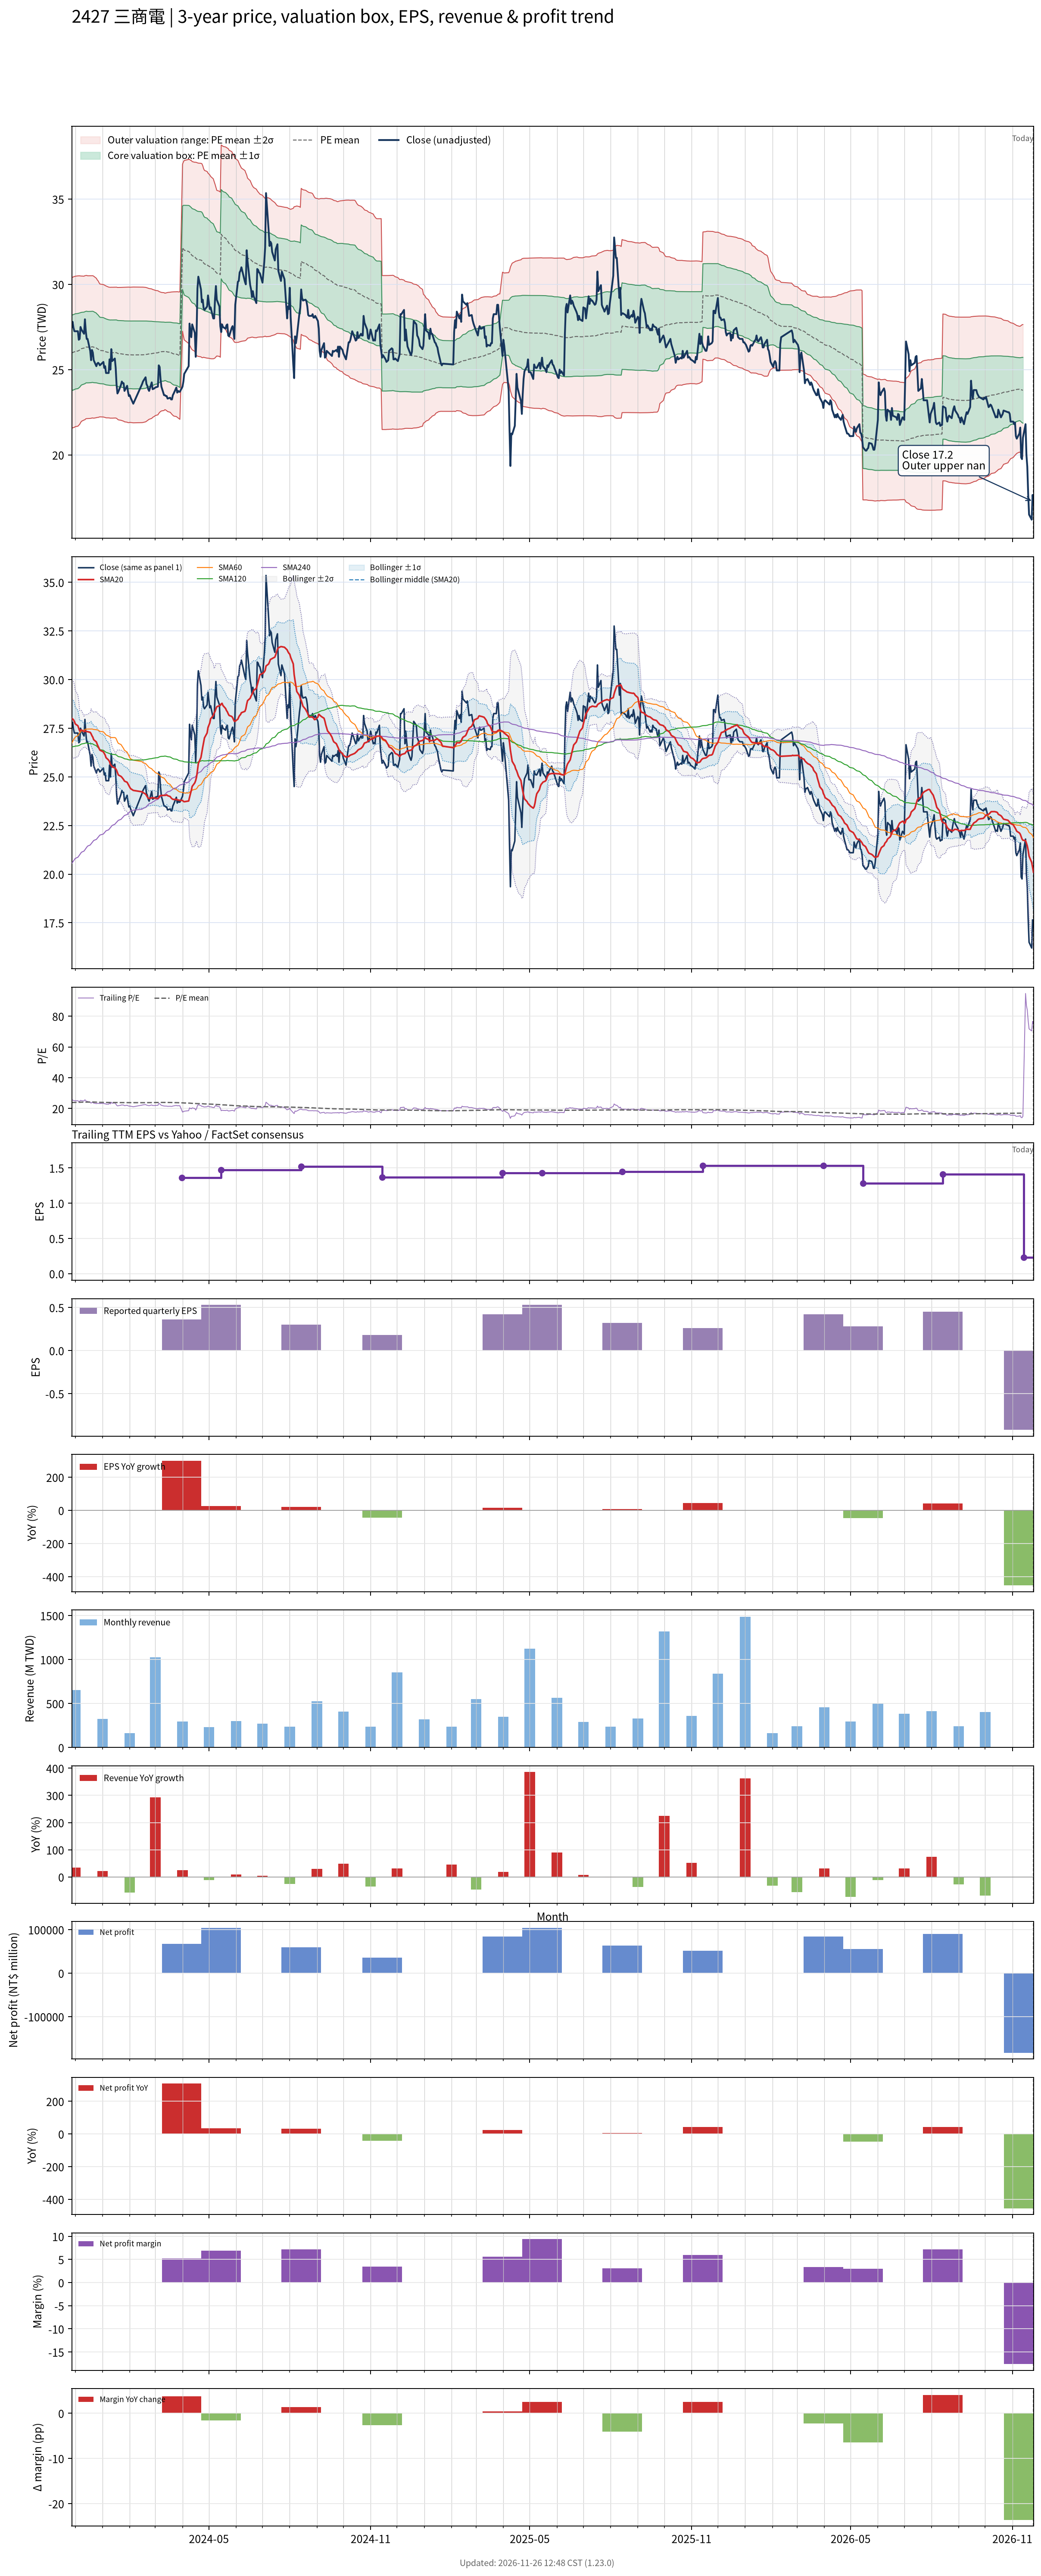 2427 三商電 | 3-year price, valuation box, EPS, revenue & profit trend
Outer valuation range: PE mean ±2σ
Core valuation box: PE mean ±1σ
PE mean
Close (unadjusted)
Today
Price (TWD)
35
30
25
20
Close 17.2
Outer upper nan
Close (same as panel 1)
SMA20
SMA60
SMA120
SMA240
Bollinger ±2σ
Bollinger ±1σ
Bollinger middle (SMA20)
Price
35.0
32.5
30.0
27.5
25.0
22.5
20.0
17.5
Trailing P/E
P/E mean
P/E
80
60
40
20
Trailing TTM EPS vs Yahoo / FactSet consensus
Today
EPS
1.5
1.0
0.5
0.0
Reported quarterly EPS
EPS
0.5
0.0
-0.5
EPS YoY growth
YoY (%)
200
0
-200
-400
Monthly revenue
Revenue (M TWD)
1500
1000
500
0
Revenue YoY growth
YoY (%)
400
300
200
100
0
Month
Net profit
Net profit (NT$ million)
100000
0
-100000
Net profit YoY
YoY (%)
200
0
-200
-400
Net profit margin
Margin (%)
10
5
0
-5
-10
-15
Margin YoY change
Δ margin (pp)
0
-10
-20
2024-05
2024-11
2025-05
2025-11
2026-05
2026-11
Updated: 2026-11-26 12:48 CST (1.23.0)